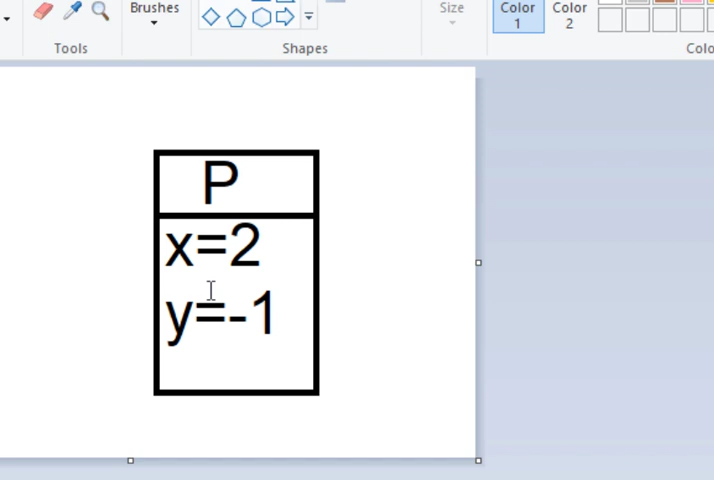 Brushes
Size
Color
1
Color
2
Tools
Shapes
Colo
P
x=2
y=-1